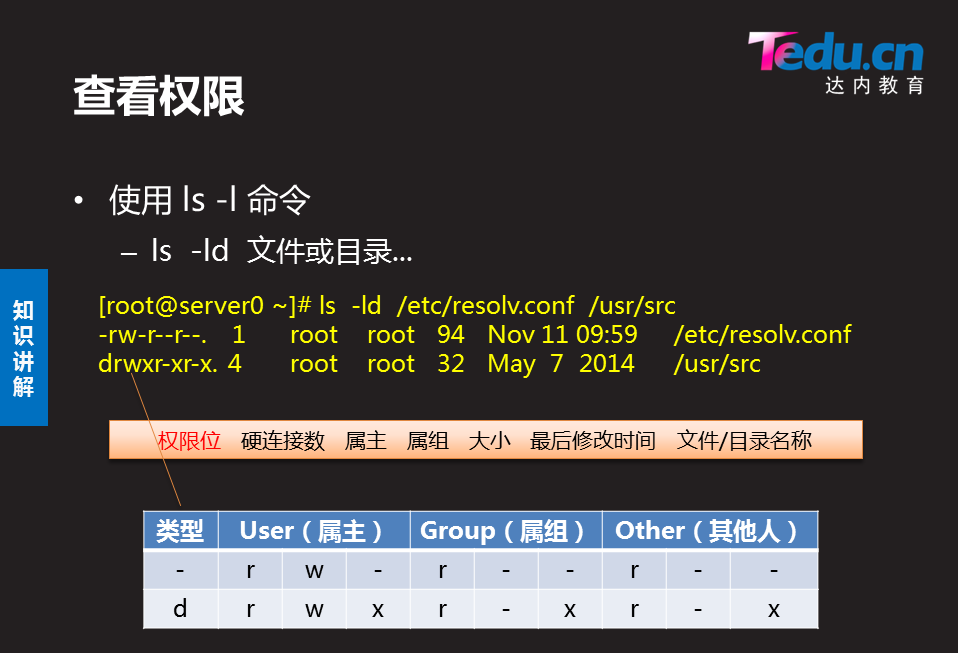 Tedu.cn
达内教育
查看权限
• 使用 ls -l 命令
– ls -ld 文件或目录...
知识讲解
[root@server0 ~]# ls -ld /etc/resolv.conf /usr/src
-rw-r--r--. 1 root root 94 Nov 11 09:59 /etc/resolv.conf
drwxr-xr-x. 4 root root 32 May 7 2014 /usr/src
权限位 硬连接数 属主 属组 大小 最后修改时间 文件/目录名称
类型 User（属主） Group（属组） Other（其他人）
- r w - r - - r - -
d r w x r - x r - x